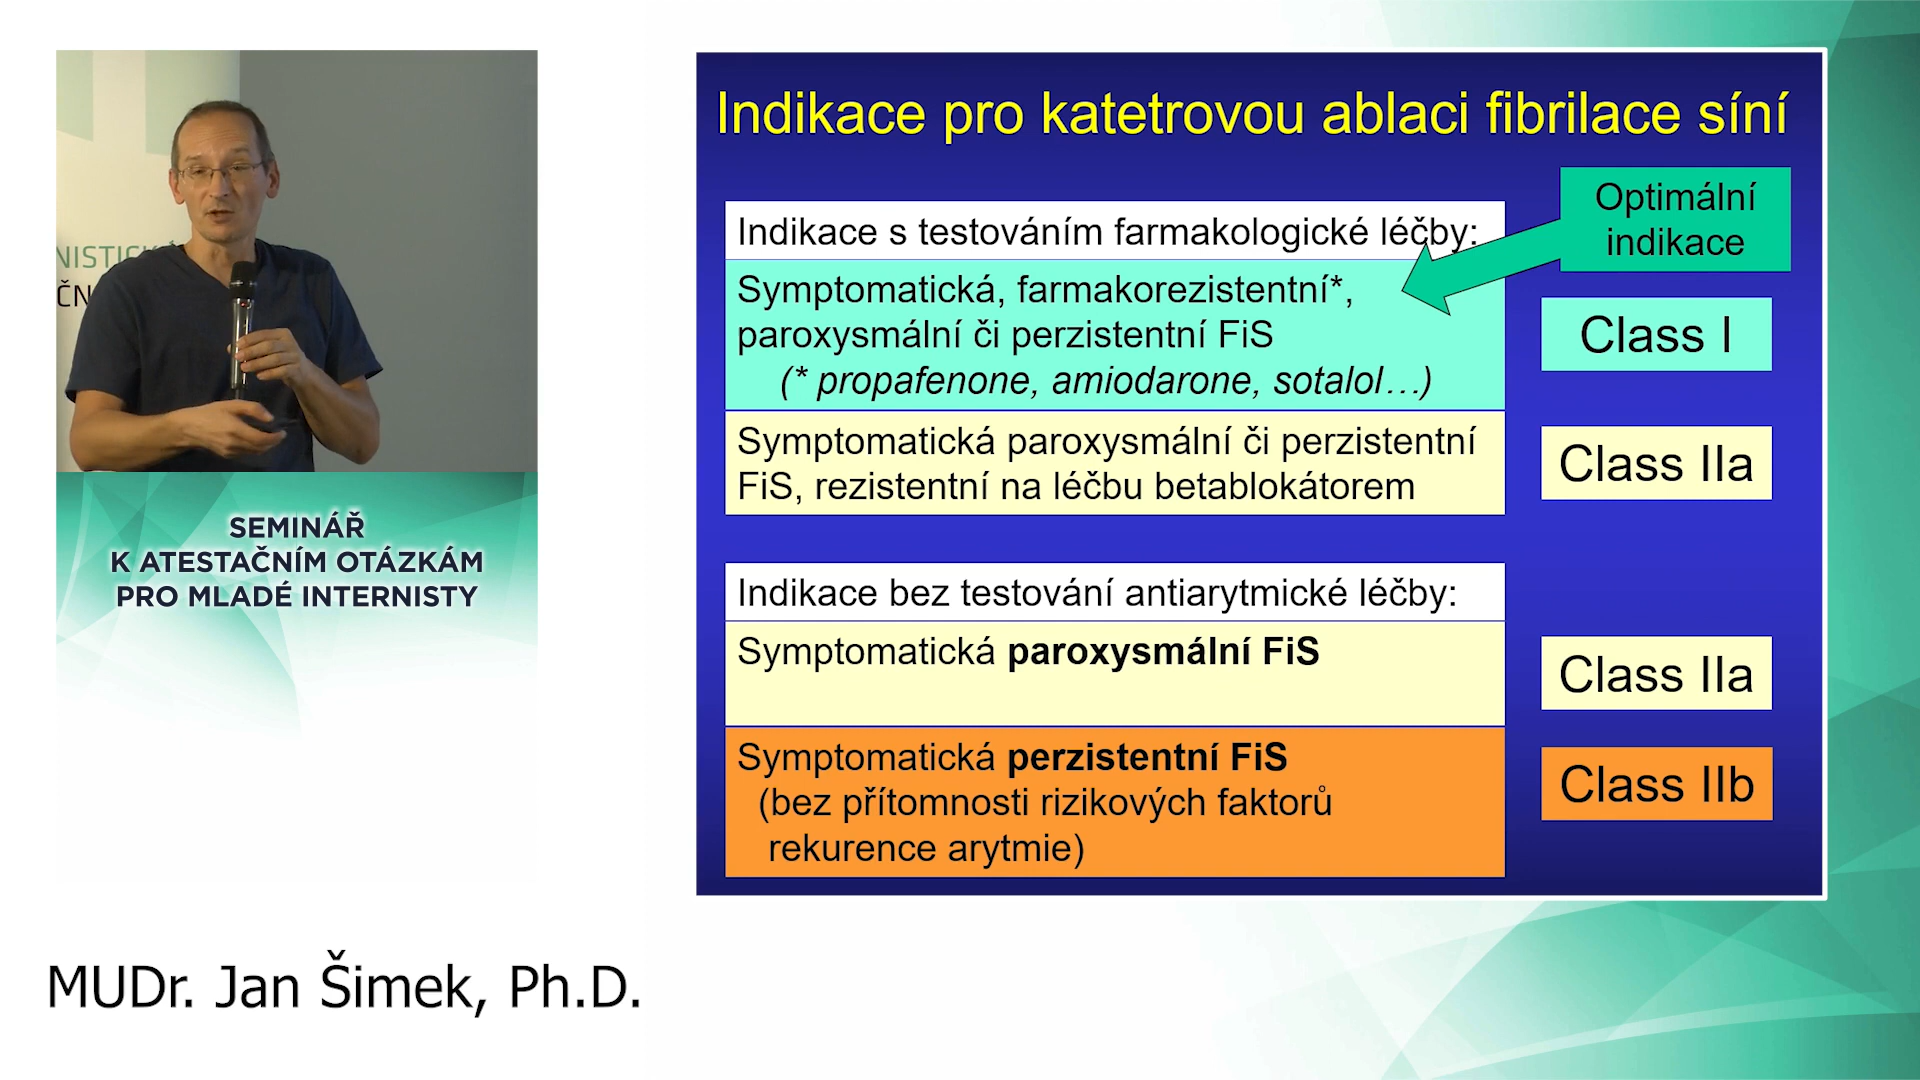 NISTICK
ČN
SEMINÁŘ
K ATESTAČNÍM OTÁZKÁM
PRO MLADÉ INTERNISTY
MUDr. Jan Šimek, Ph.D.
Indikace pro katetrovou ablaci fibrilace síní
Optimální
indikace
Indikace s testováním farmakologické léčby:
Symptomatická, farmakorezistentní*,
paroxysmální či perzistentní FiS
(* propafenone, amiodarone, sotalol…)
Class I
Symptomatická paroxysmální či perzistentní
FiS, rezistentní na léčbu betablokátorem
Class IIa
Indikace bez testování antiarytmické léčby:
Symptomatická paroxysmální FiS
Class IIa
Symptomatická perzistentní FiS
(bez přítomnosti rizikových faktorů
rekurence arytmie)
Class IIb